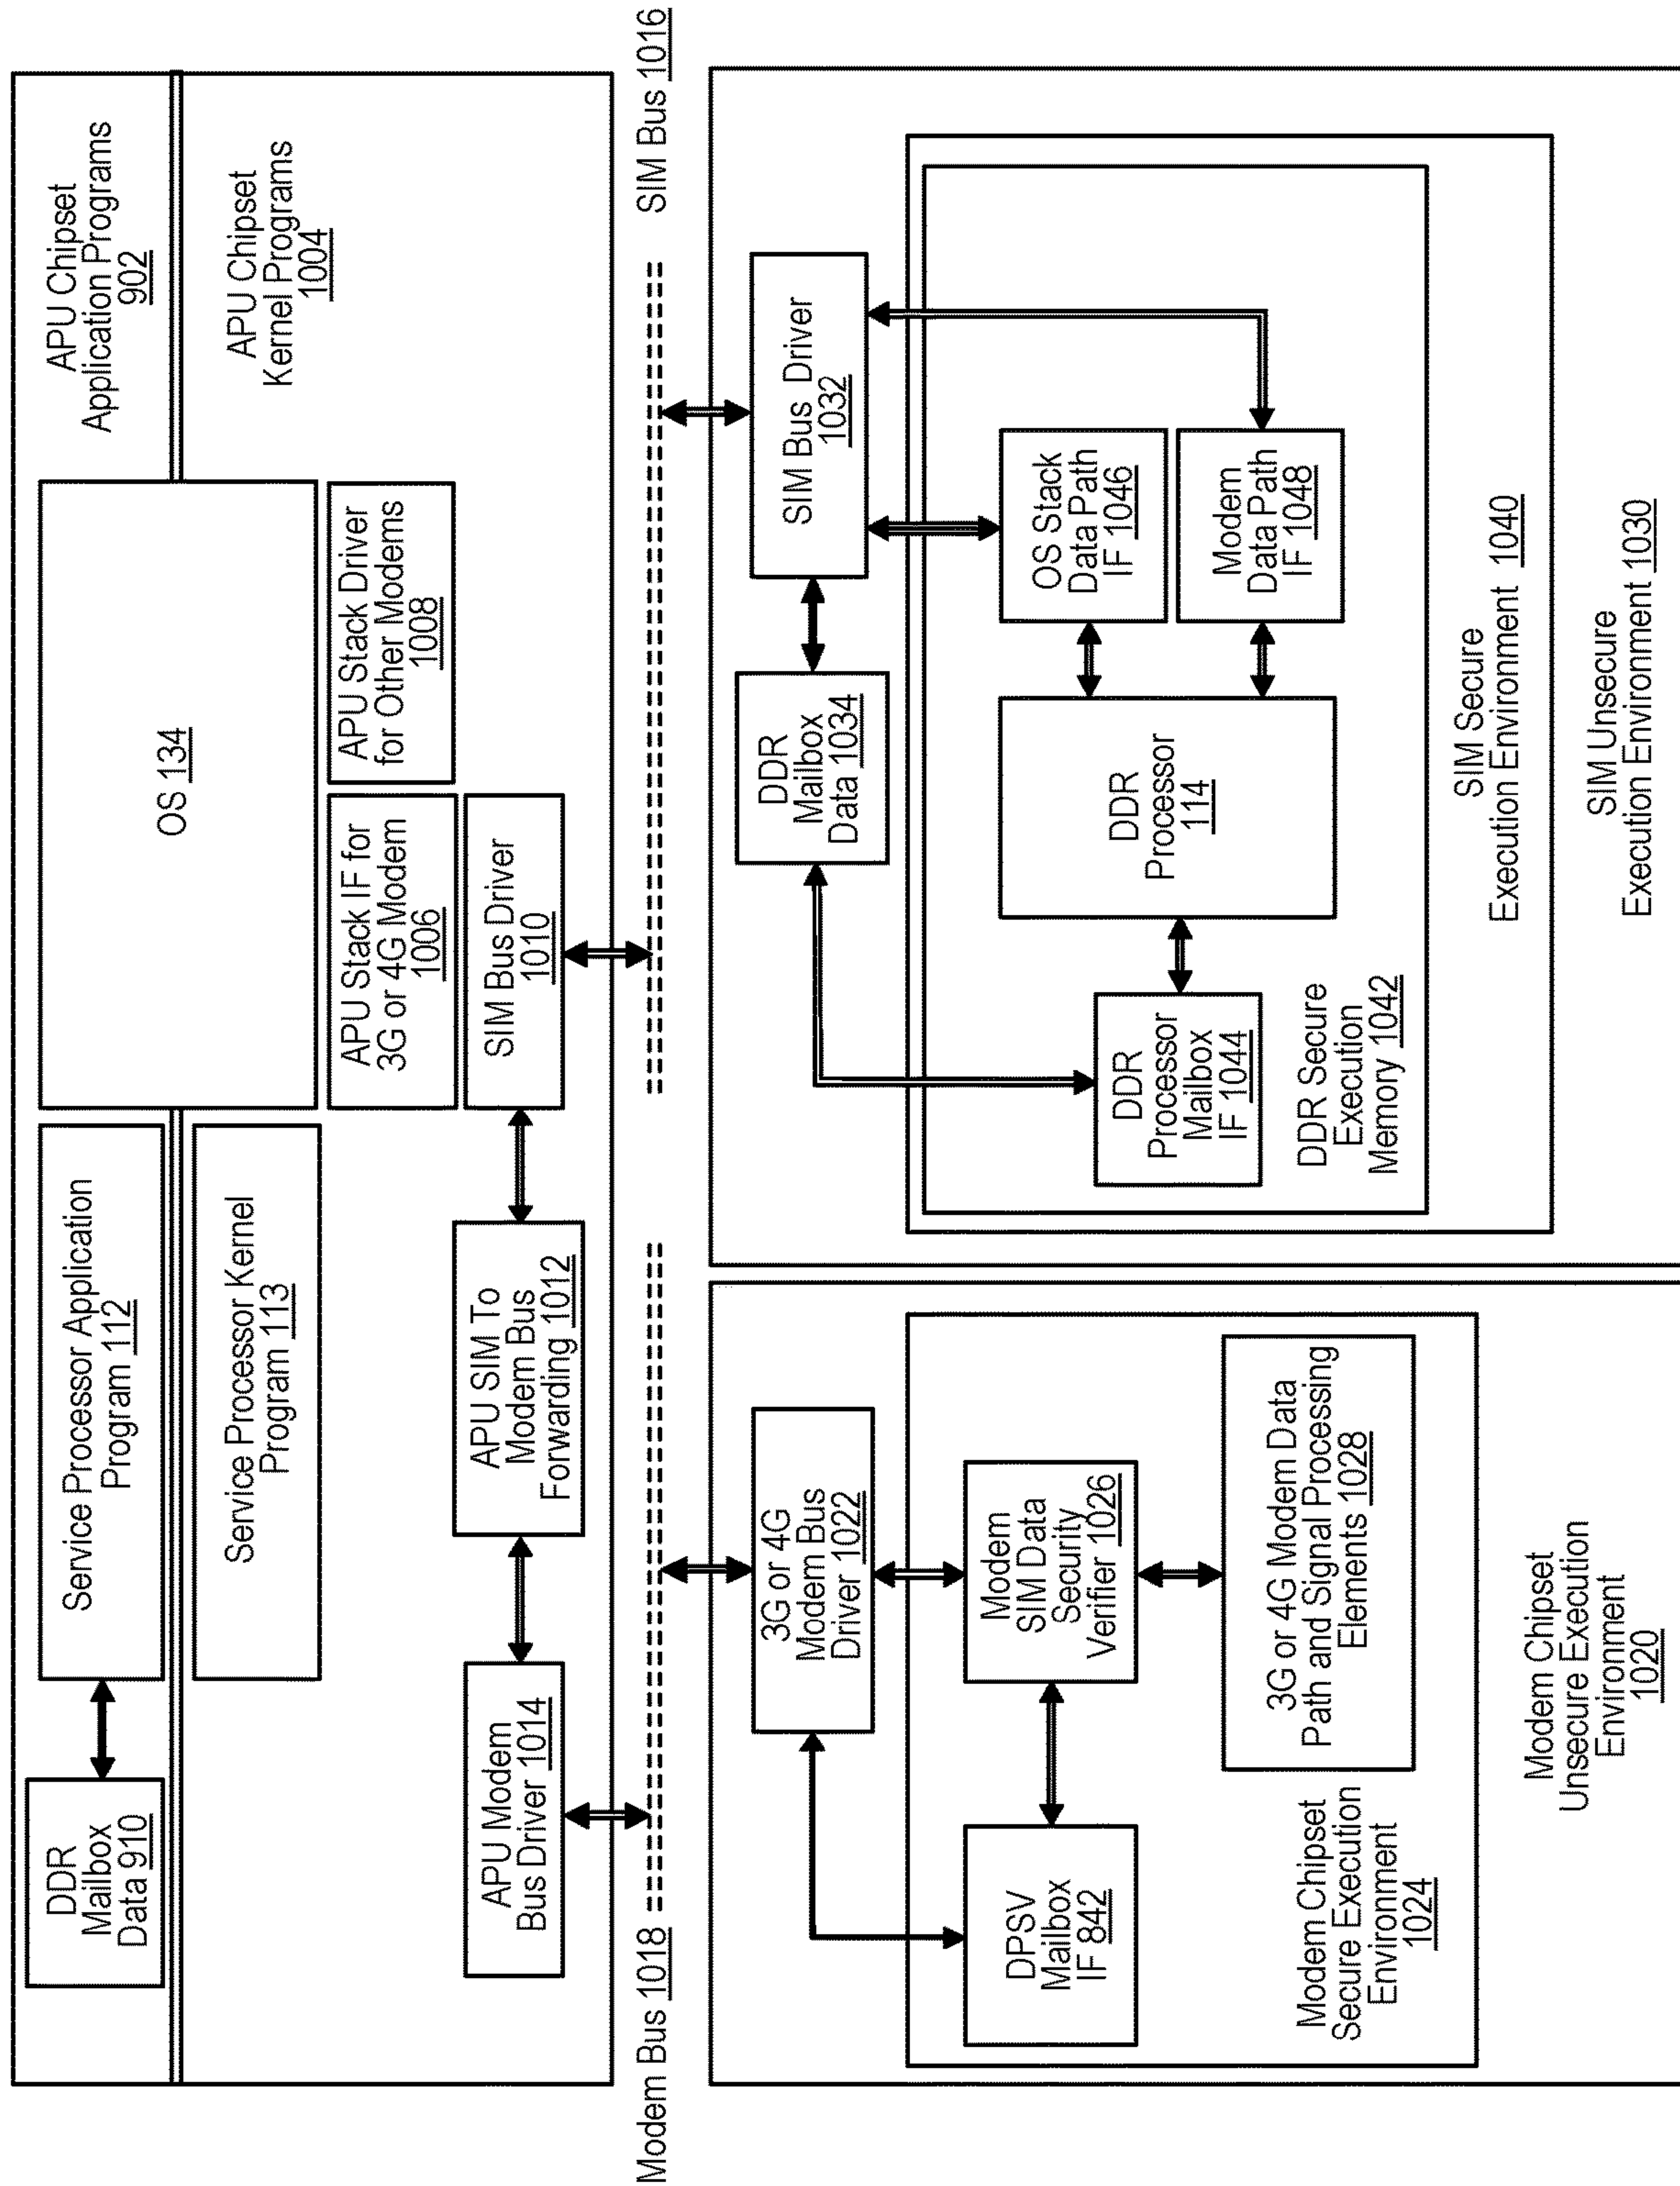 DDR
Mailbox
Data 910
Service Processor Application
Program 112
Service Processor Kernel
Program 113
OS 134
APU Chipset
Application Programs
902
APU Chipset
Kernel Programs
1004
APU Stack IF for
3G or 4G Modem
1006
APU Stack Driver
for Other Modems
1008
APU Modem
Bus Driver 1014
APU SIM To
Modem Bus
Forwarding 1012
SIM Bus Driver
1010
Modem Bus 1018
SIM Bus 1016
3G or 4G
Modem Bus
Driver 1022
DPSV
Mailbox
IF 842
Modem
SIM Data
Security
Verifier 1026
3G or 4G Modem Data
Path and Signal Processing
Elements 1028
Modem Chipset
Secure Execution
Environment
1024
Modem Chipset
Unsecure Execution
Environment
1020
DDR
Mailbox
Data 1034
SIM Bus Driver
1032
DDR
Processor
Mailbox
IF 1044
DDR
Processor
114
OS Stack
Data Path
IF 1046
Modem
Data Path
IF 1048
DDR Secure
Execution
Memory 1042
SIM Secure
Execution Environment 1040
SIM Unsecure
Execution Environment 1030